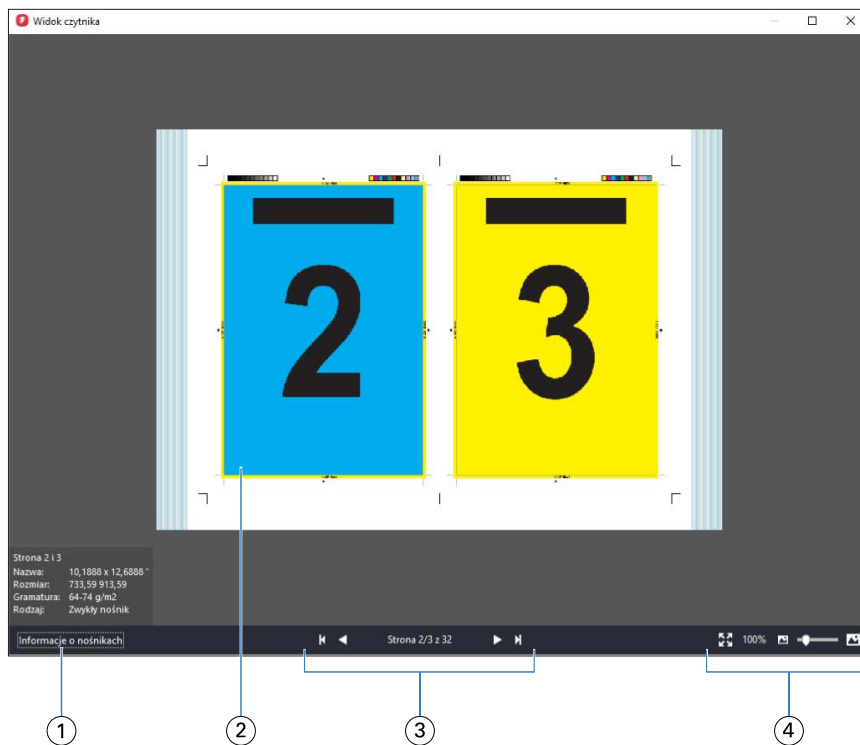 Widok czytnika
2
3
Strona 2 i 3
Nazwa: 10,1888 x 12,6888 "
Rozmiar: 733,59 913,59
Gramatura: 64-74 g/m2
Rodzaj: Zwykły nośnik
Informacje o nośnikach
Strona 2/3 z 32
100%
1
2
3
4